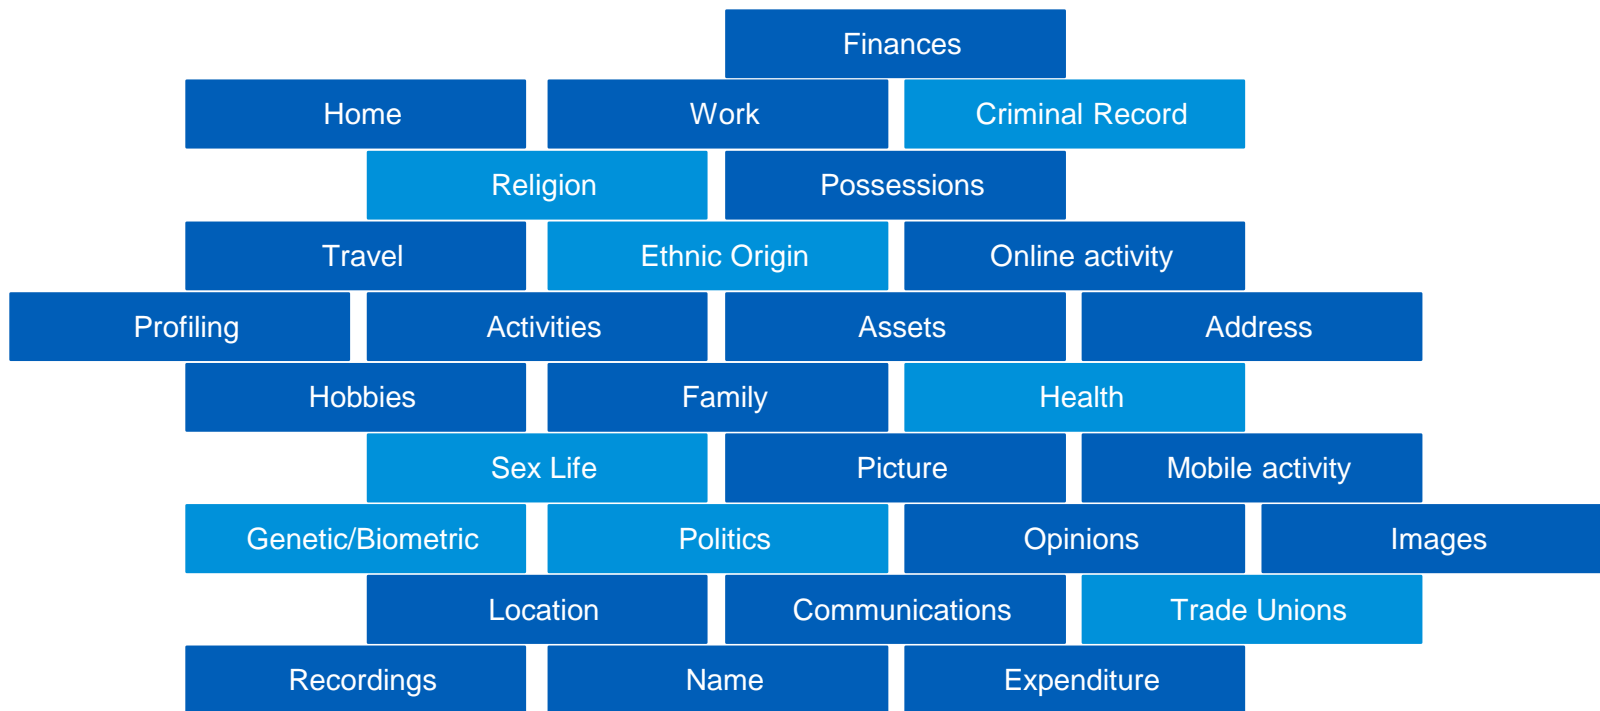 Finances
Home Work Criminal Record
Religion Possessions
Travel Ethnic Origin Online activity
Profiling Activities Assets Address
Hobbies Family Health
Sex Life Picture Mobile activity
Genetic/Biometric Politics Opinions Images
Location Communications Trade Unions
Recordings Name Expenditure